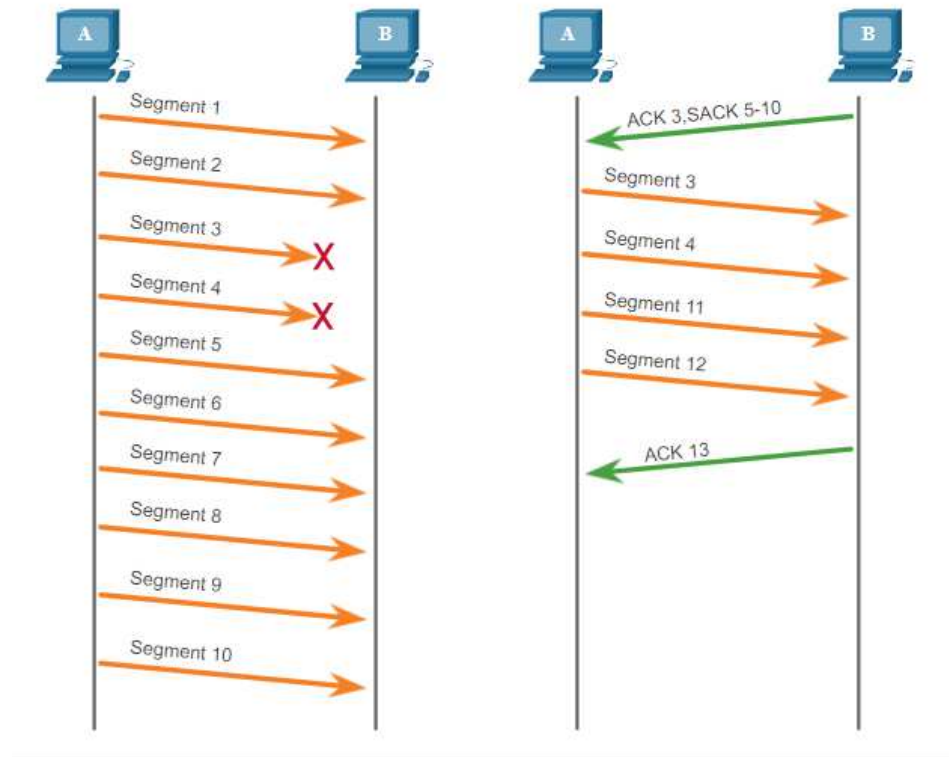 A
B
Segment 1
Segment 2
Segment 3
X
Segment 4
X
Segment 5
Segment 6
Segment 7
Segment 8
Segment 9
Segment 10
A
B
ACK 3,SACK 5-10
Segment 3
Segment 4
Segment 11
Segment 12
ACK 13